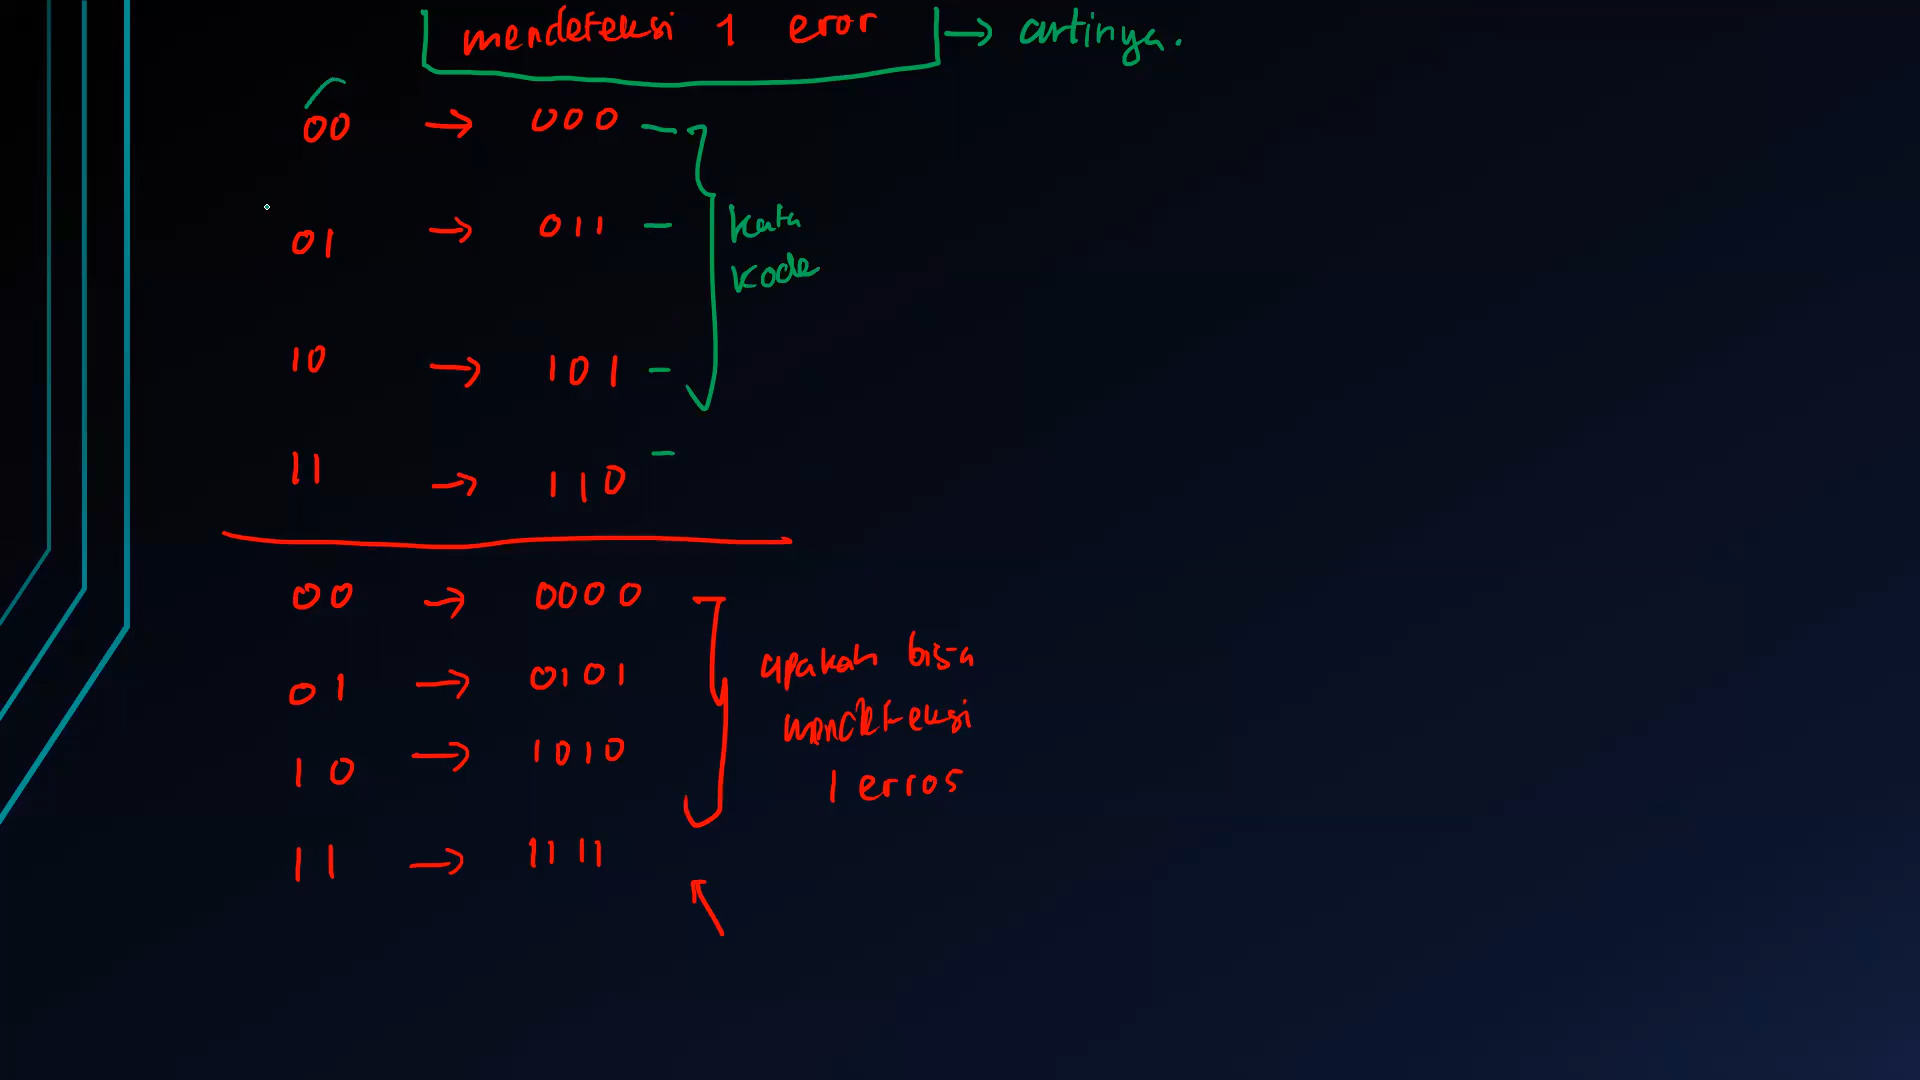 mendeteksi 1 eror → artinya.
00 → 000 -
01 → 011 -
kata
kode
10 → 101 -
11 → 110 -
00 → 0000
01 → 0101
apakah bisa
mendeteksi
10 → 1010
1 erros
11 → 1111